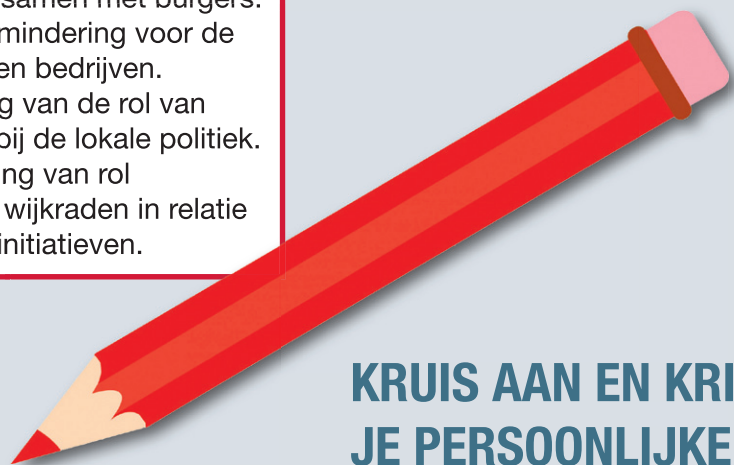 samen met burgers.
mindering voor de
en bedrijven.
g van de rol van
bij de lokale politiek.
ng van rol
wijkraden in relatie
initiatieven.
KRUIS AAN EN KRI
JE PERSOONLIJKE